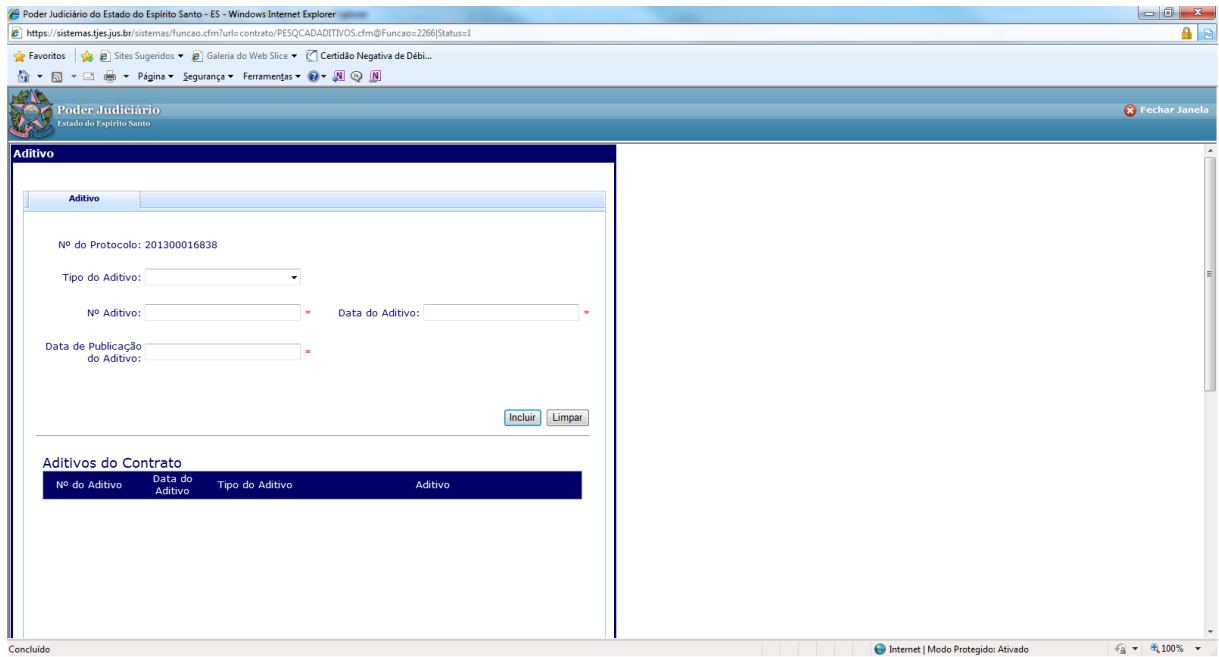 Poder Judiciário do Estado do Espírito Santo - ES - Windows Internet Explorer
https://sistemas.tjes.jus.br/sistemas/funcao.cfm?url=contrato/PESQCADADITIVOS.cfm@Funcao=2266|Status=I
Favoritos Sites Sugeridos Galeria do Web Slice Certidão Negativa de Débi...
Página Segurança Ferramentas
Poder Judiciário
Estado do Espírito Santo
Fechar Janela
Aditivo
Aditivo
Nº do Protocolo: 201300016838
Tipo do Aditivo:
Nº Aditivo: * Data do Aditivo: *
Data de Publicação
do Aditivo: *
Incluir Limpar
Aditivos do Contrato
Nº do Aditivo Data do Aditivo Tipo do Aditivo Aditivo
Concluído Internet | Modo Protegido: Ativado 100%